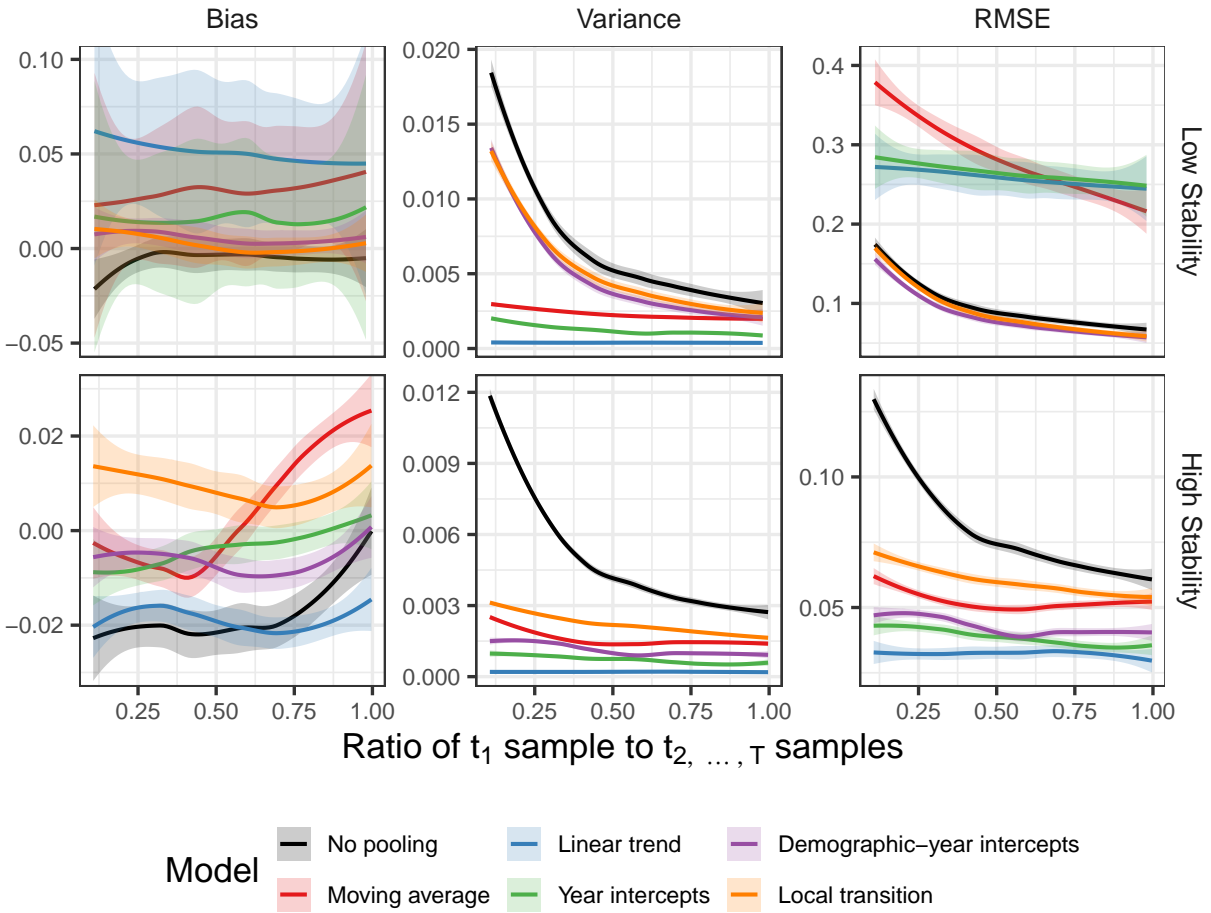 Bias Variance RMSE
0.10
0.05
0.00
−0.05
0.020
0.015
0.010
0.005
0.000
0.4
0.3
0.2
0.1
Low Stability
0.02
0.00
−0.02
0.012
0.009
0.006
0.003
0.000
0.10
0.05
High Stability
0.25 0.50 0.75 1.00 0.25 0.50 0.75 1.00 0.25 0.50 0.75 1.00
Ratio of t1 sample to t2, ..., T samples
Model
No pooling Linear trend Demographic−year intercepts
Moving average Year intercepts Local transition